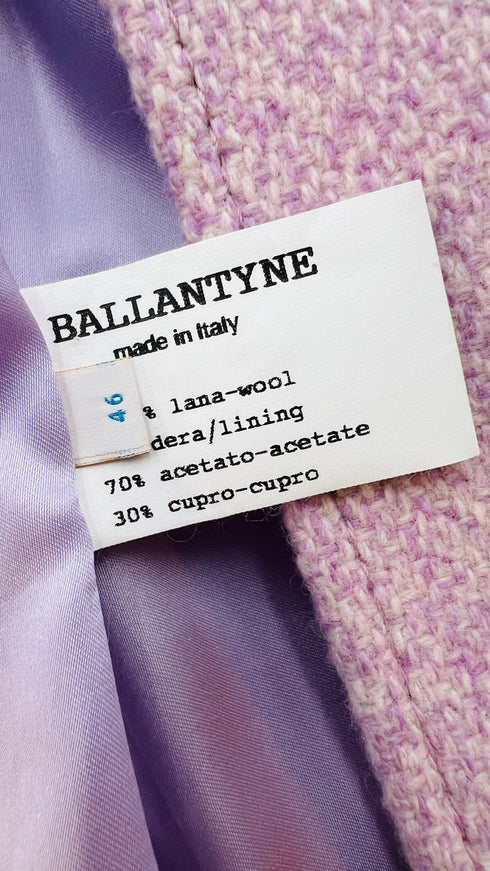 BALLANTYNE
made in Italy
46
% lana-wool
dera/lining
70% acetato-acetate
30% cupro-cupro